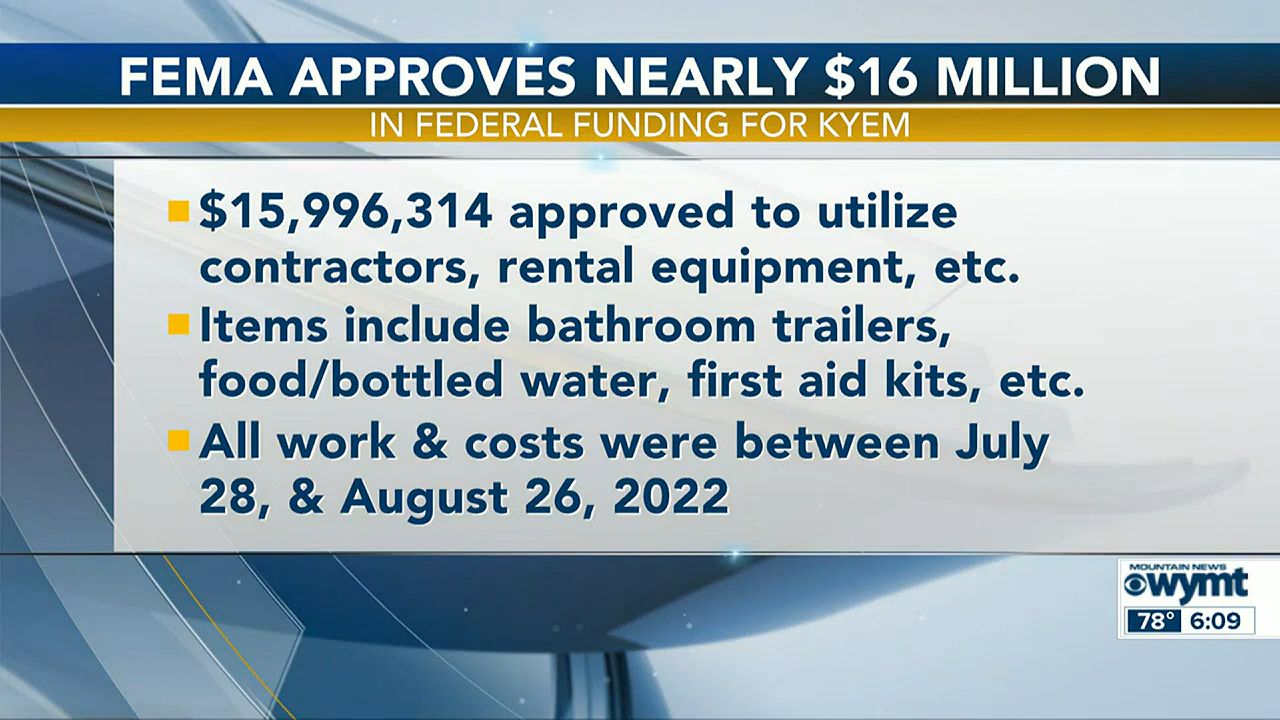 FEMA APPROVES NEARLY $16 MILLION
IN FEDERAL FUNDING FOR KYEM
$15,996,314 approved to utilize
contractors, rental equipment, etc.
Items include bathroom trailers,
food/bottled water, first aid kits, etc.
All work & costs were between July
28, & August 26, 2022
MOUNTAIN NEWS
wymt
78° 6:09